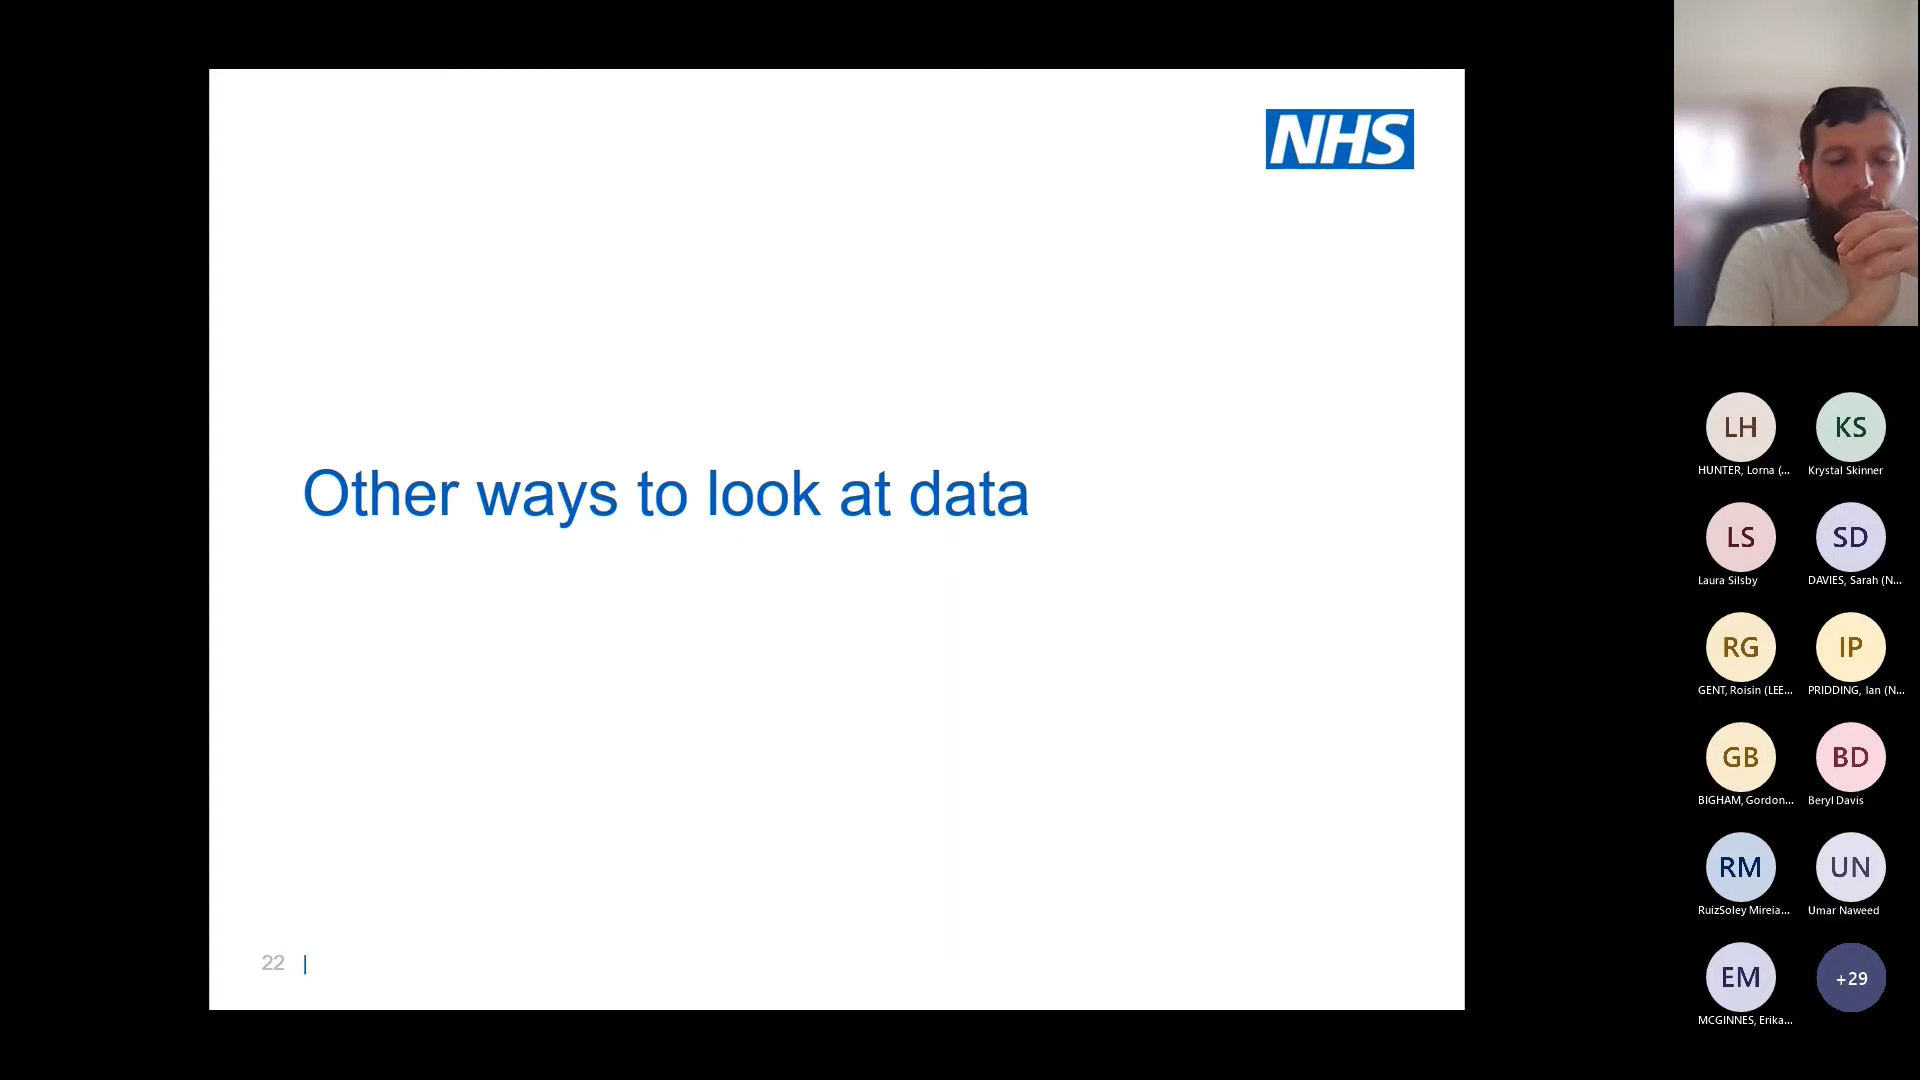 NHS
Other ways to look at data
22 |
LH
KS
HUNTER, Lorna (...
Krystal Skinner
LS
SD
Laura Silsby
DAVIES, Sarah (N...
RG
IP
GENT, Roisin (LEE...
PRIDDING, Ian (N...
GB
BD
BIGHAM, Gordon...
Beryl Davis
RM
UN
RuizSoley Mireia...
Umar Naweed
EM
+29
MCGINNES, Erika...